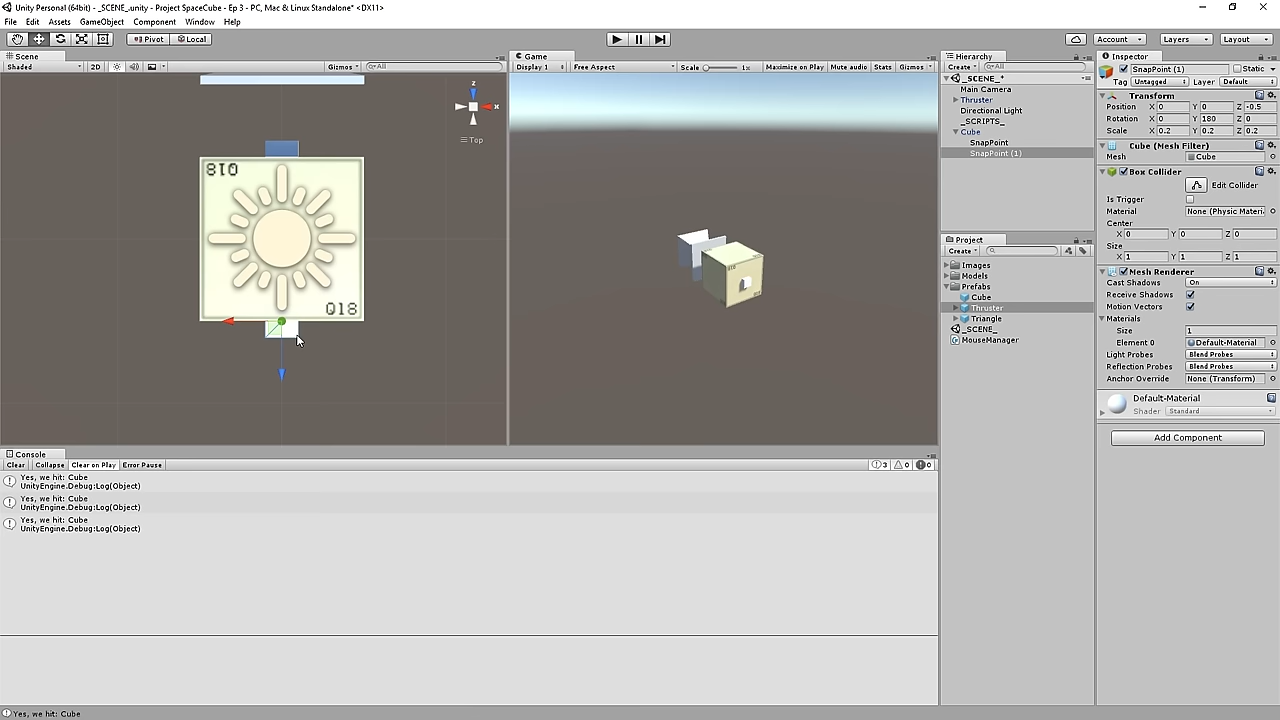 Unity Personal (64bit) - _SCENE_.unity - Project SpaceCube - Ep 3 - PC, Mac & Linux Standalone* <DX11>
File Edit Assets GameObject Component Window Help
Pivot Local Account Layers Layout
Scene
Shaded 2D Gizmos All
Game
Display 1 Free Aspect Scale 1x Maximize on Play Mute audio Stats Gizmos
z
x
Top
018
018
Hierarchy
Create All
_SCENE_*
Main Camera
Thruster
Directional Light
_SCRIPTS_
Cube
SnapPoint
SnapPoint (1)
Project
Create
Images
Models
Prefabs
Cube
Thruster
Triangle
_SCENE_
MouseManager
Inspector
SnapPoint (1) Static
Tag Untagged Layer Default
Transform
Position X 0 Y 0 Z -0.5
Rotation X 0 Y 180 Z 0
Scale X 0.2 Y 0.2 Z 0.2
Cube (Mesh Filter)
Mesh Cube
Box Collider
Edit Collider
Is Trigger
Material None (Physic Materi
Center
X 0 Y 0 Z 0
Size
X 1 Y 1 Z 1
Mesh Renderer
Cast Shadows On
Receive Shadows
Motion Vectors
Materials
Size 1
Element 0 Default-Material
Light Probes Blend Probes
Reflection Probes Blend Probes
Anchor Override None (Transform)
Default-Material
Shader Standard
Add Component
Console
Clear Collapse Clear on Play Error Pause 3 0 0
Yes, we hit: Cube
UnityEngine.Debug:Log(Object)
Yes, we hit: Cube
UnityEngine.Debug:Log(Object)
Yes, we hit: Cube
UnityEngine.Debug:Log(Object)
Yes, we hit: Cube